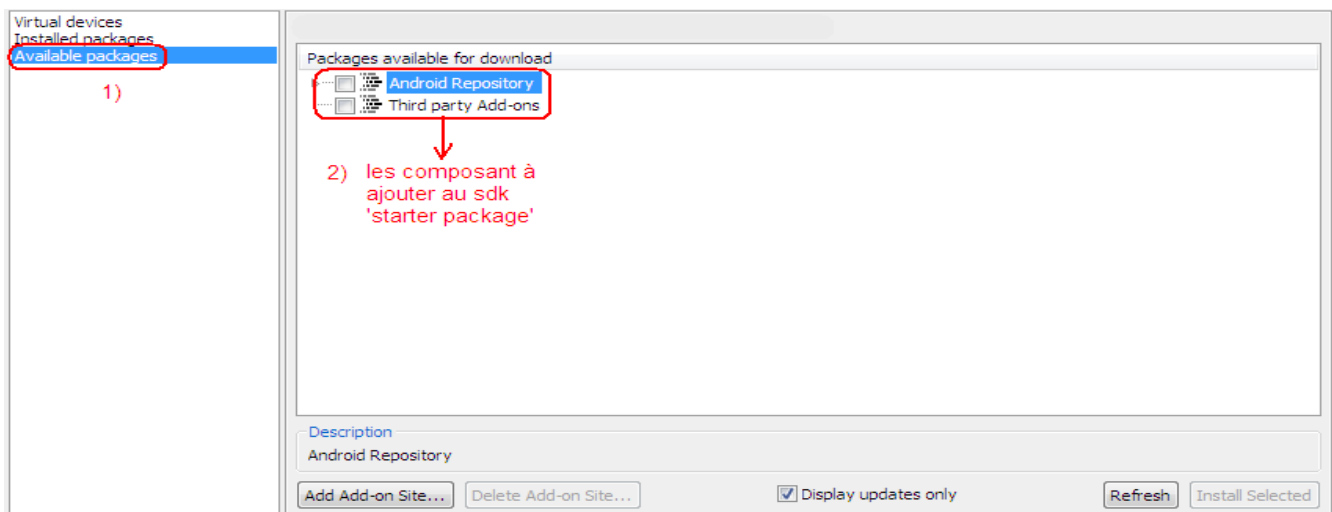 Virtual devices
Installed packages
Available packages
1)
Packages available for download
Android Repository
Third party Add-ons
2) les composant à
ajouter au sdk
'starter package'
Description
Android Repository
Add Add-on Site... Delete Add-on Site... Display updates only Refresh Install Selected